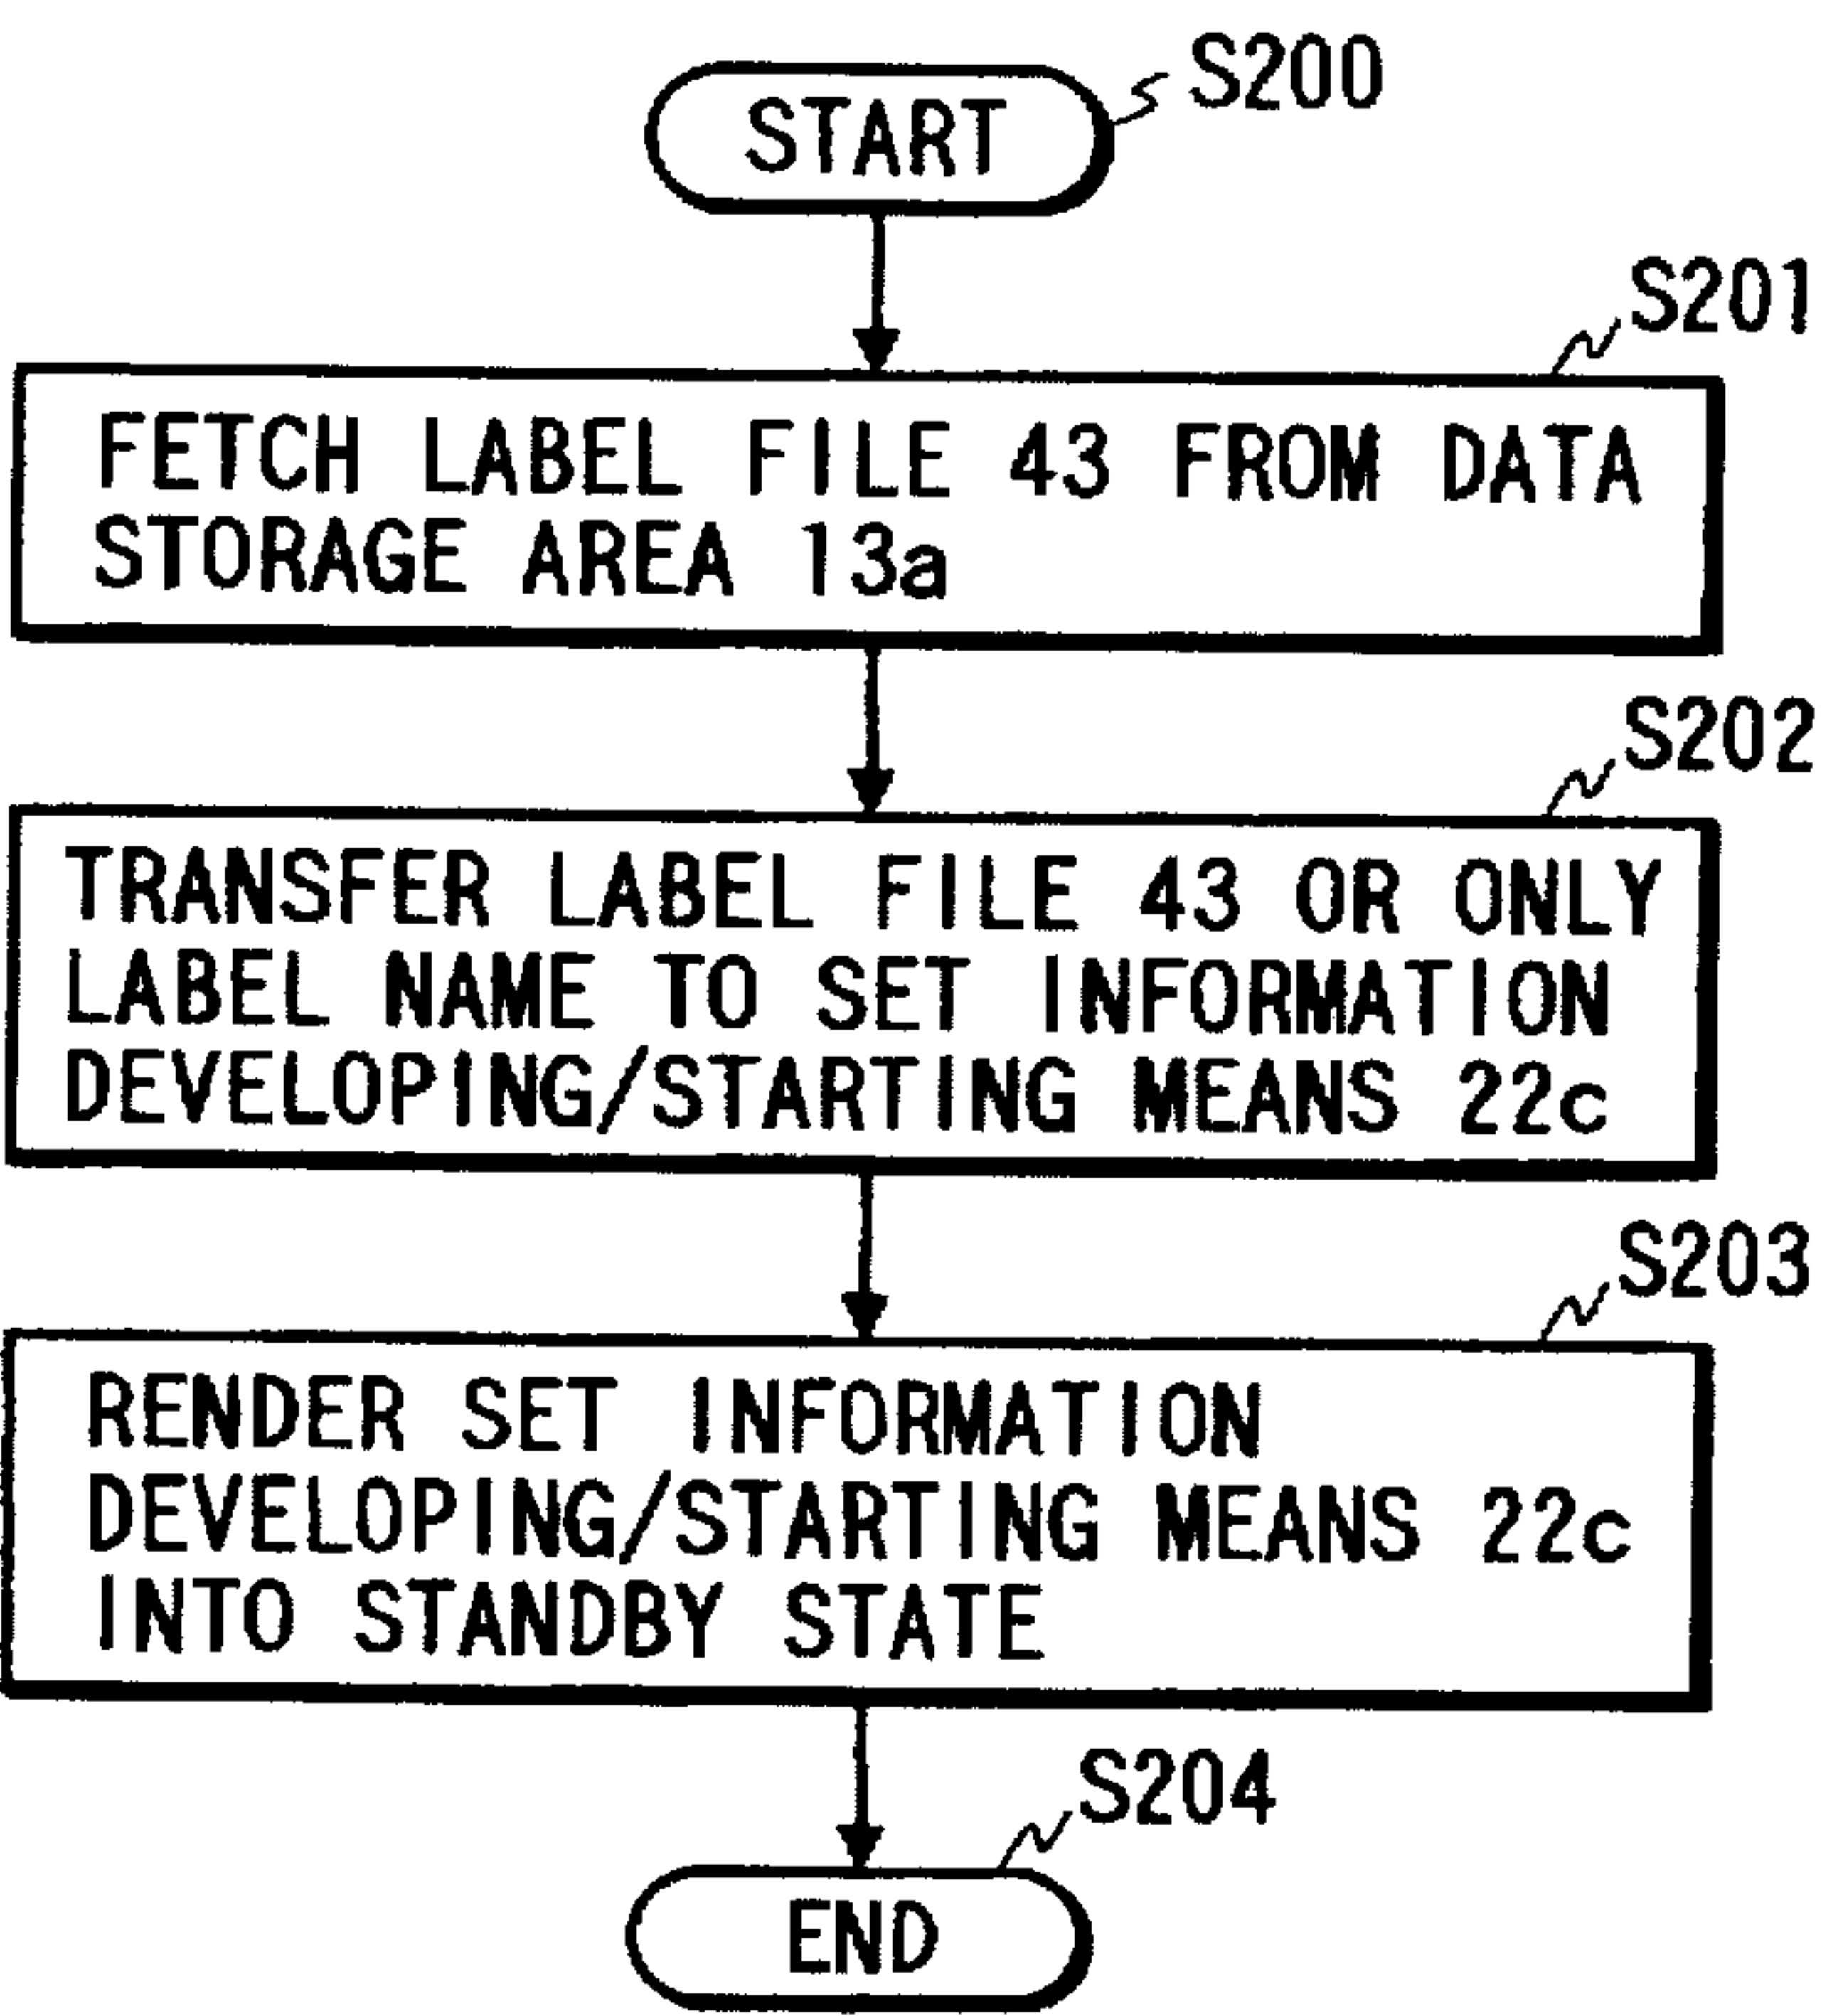 S200
START
S201
FETCH LABEL FILE 43 FROM DATA
STORAGE AREA 13a
S202
TRANSFER LABEL FILE 43 OR ONLY
LABEL NAME TO SET INFORMATION
DEVELOPING/STARTING MEANS 22c
S203
RENDER SET INFORMATION
DEVELOPING/STARTING MEANS 22c
INTO STANDBY STATE
S204
END